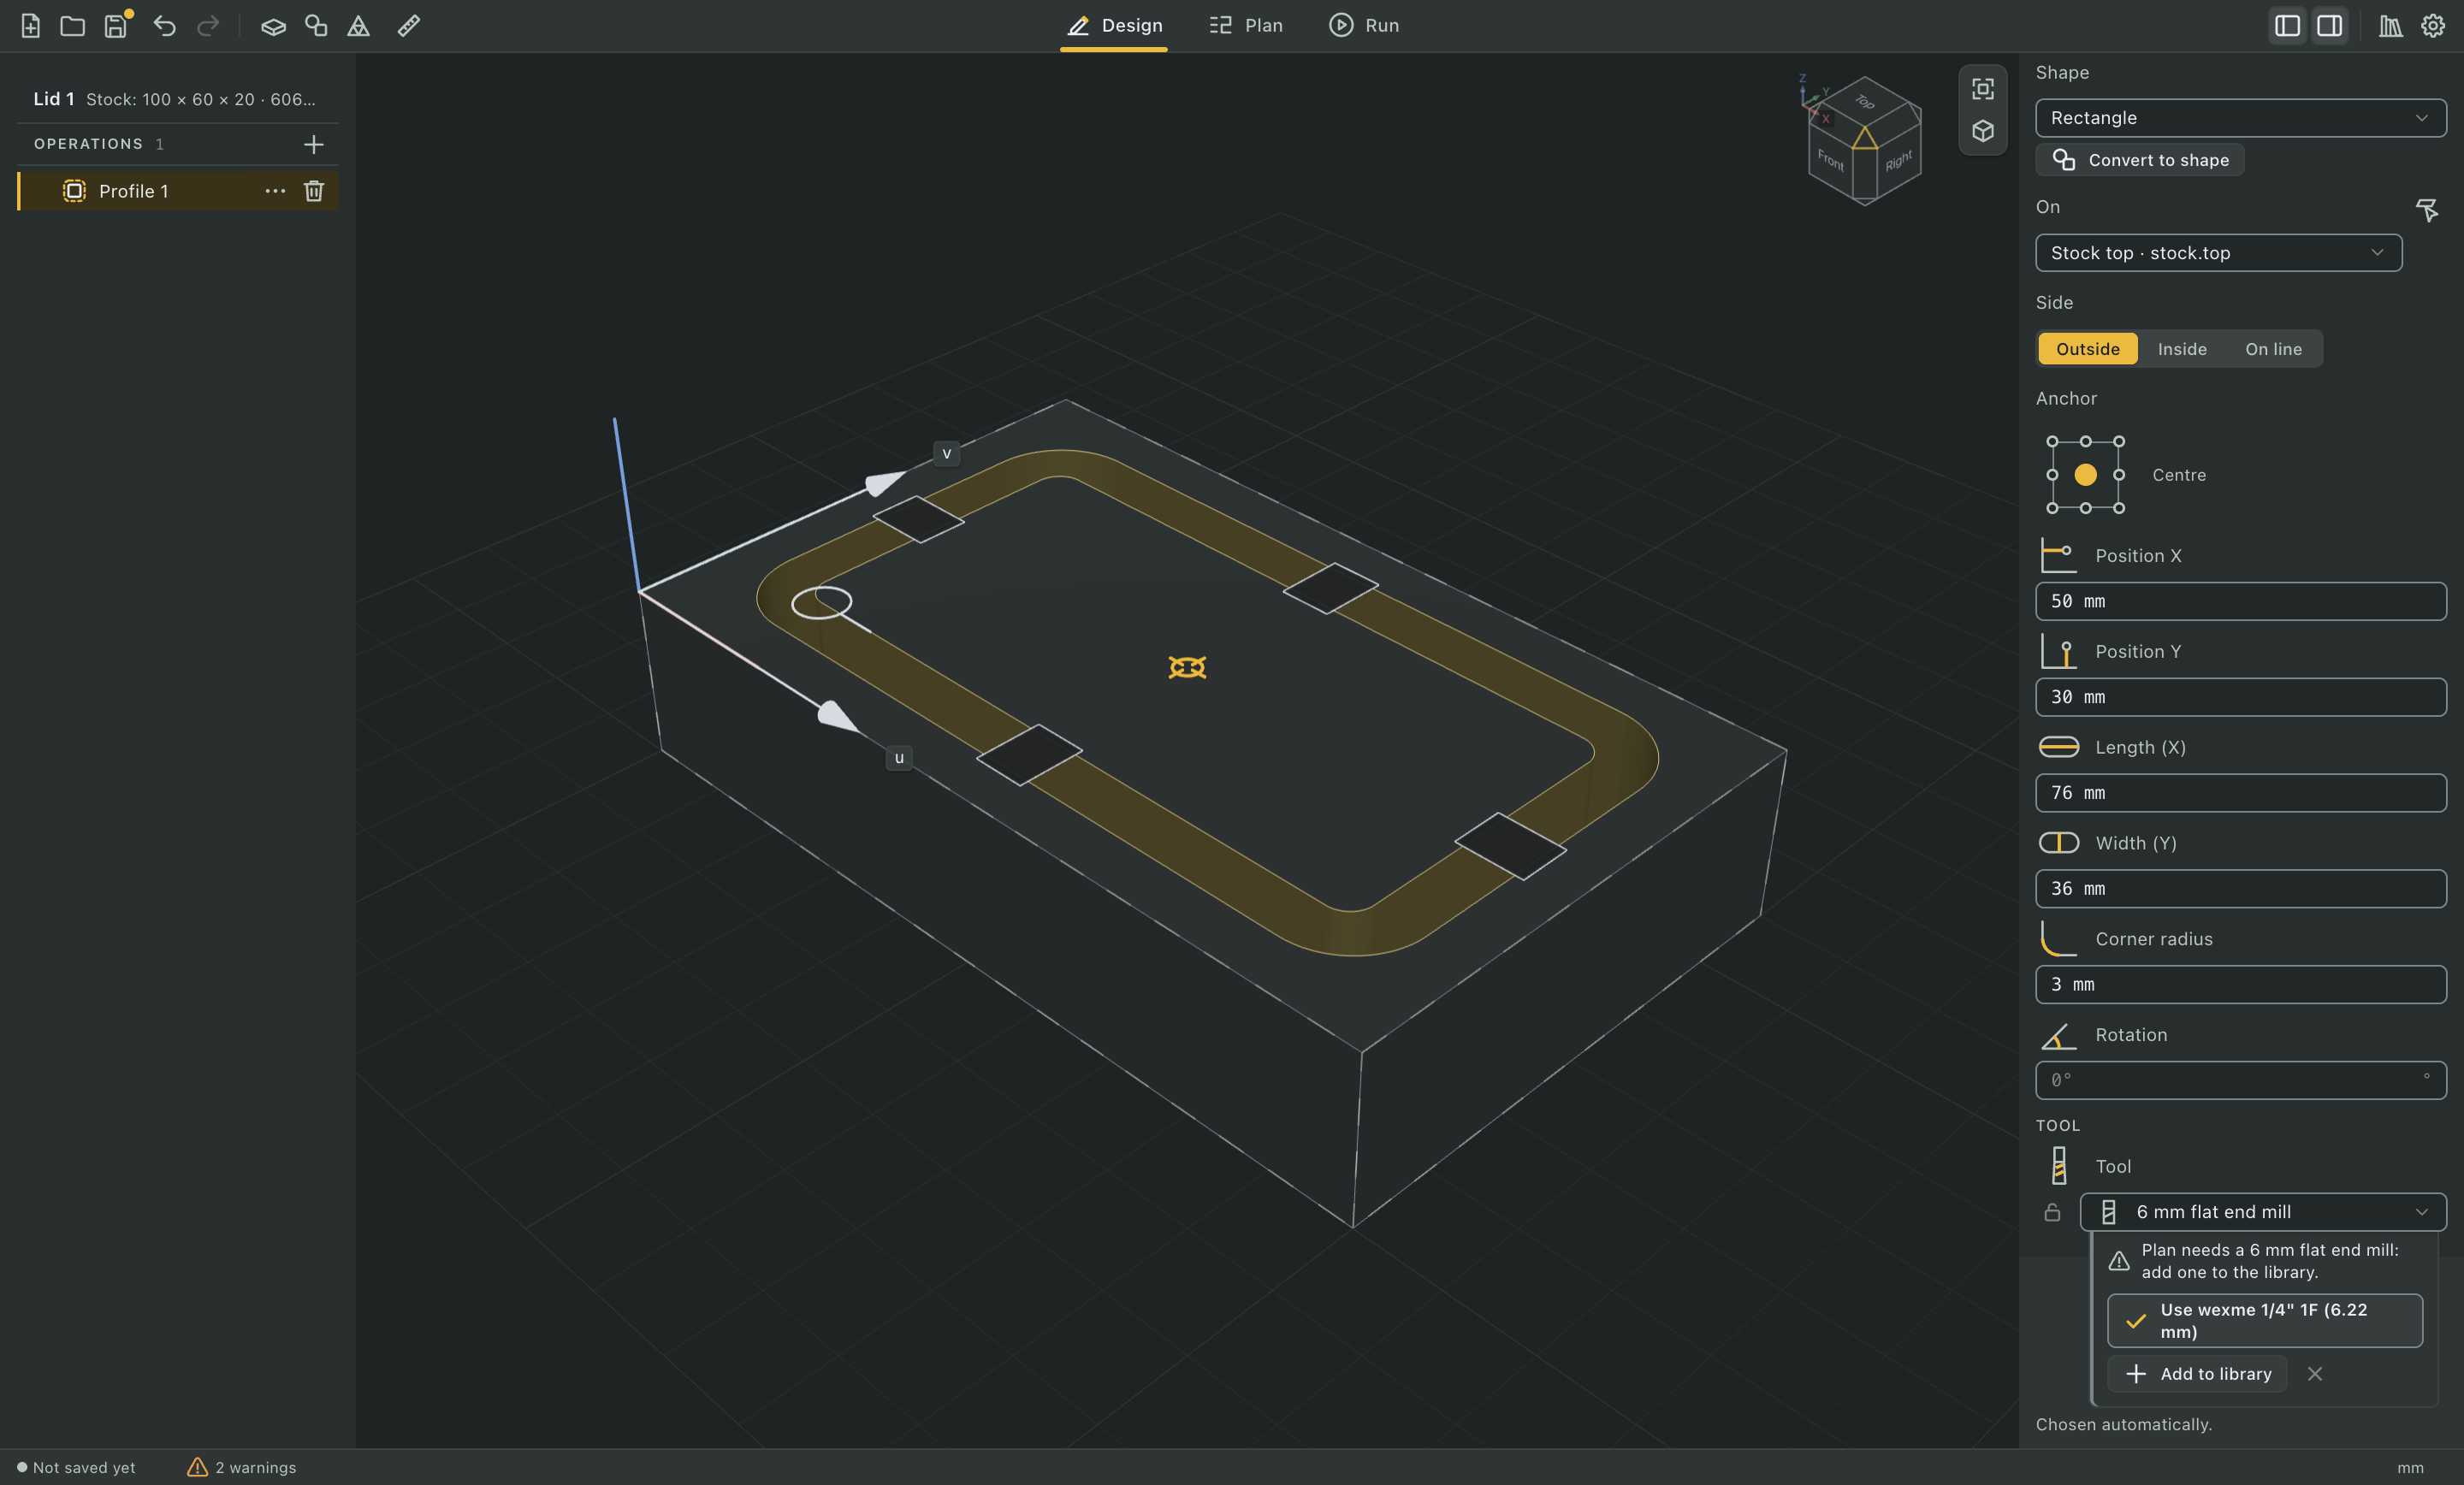 Design
Plan
Run
Lid 1 Stock: 100 × 60 × 20 · 606...
OPERATIONS 1
Profile 1
v
u
Z
Y
X
Top
Front
Right
Shape
Rectangle
Convert to shape
On
Stock top · stock.top
Side
Outside Inside On line
Anchor
Centre
Position X
50 mm
Position Y
30 mm
Length (X)
76 mm
Width (Y)
36 mm
Corner radius
3 mm
Rotation
0° °
TOOL
Tool
6 mm flat end mill
Plan needs a 6 mm flat end mill:
add one to the library.
Use wexme 1/4" 1F (6.22
mm)
Add to library
Chosen automatically.
Not saved yet
2 warnings
mm